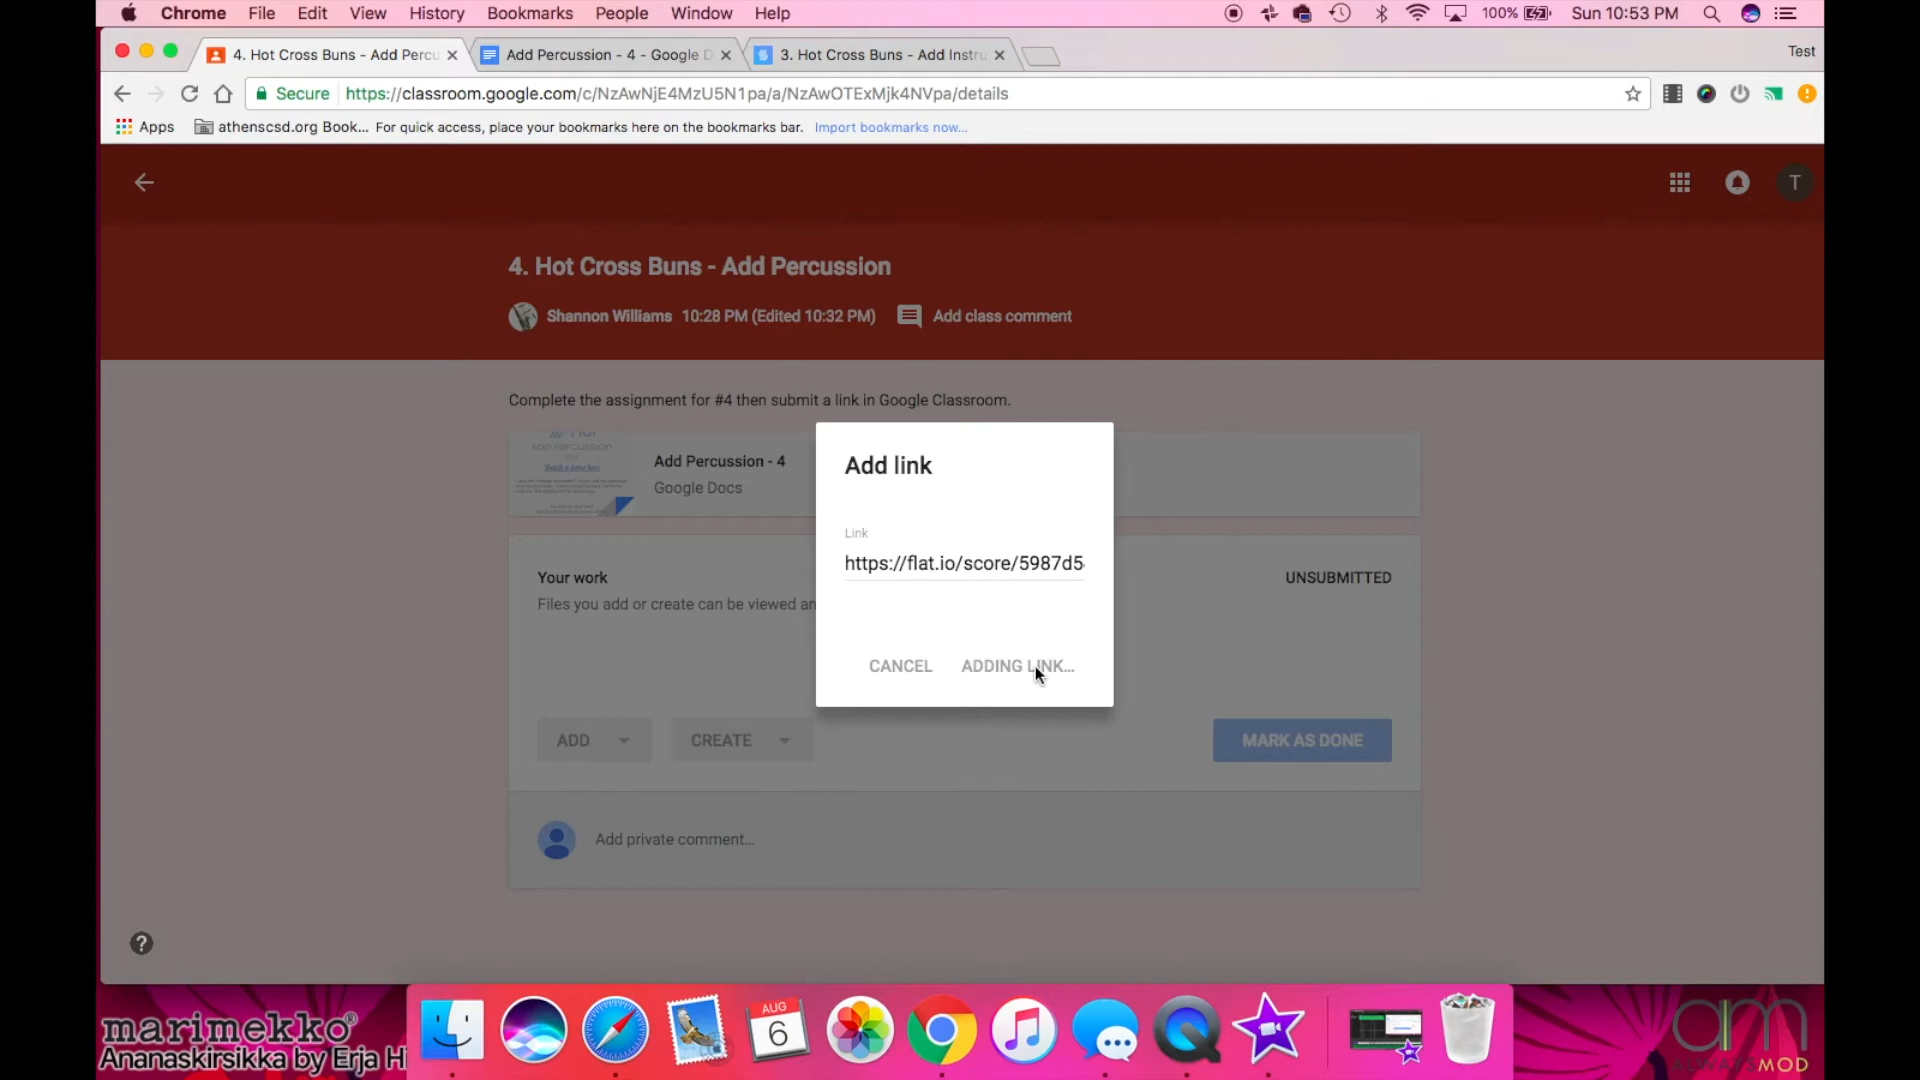 Chrome File Edit View History Bookmarks People Window Help 100% Sun 10:53 PM
4. Hot Cross Buns - Add Percu Add Percussion - 4 - Google D 3. Hot Cross Buns - Add Instru Test
Secure https://classroom.google.com/c/NzAwNjE4MzU5N1pa/a/NzAwOTExMjk4NVpa/details
Apps athenscsd.org Book... For quick access, place your bookmarks here on the bookmarks bar. Import bookmarks now...
T
4. Hot Cross Buns - Add Percussion
Shannon Williams 10:28 PM (Edited 10:32 PM) Add class comment
Complete the assignment for #4 then submit a link in Google Classroom.
Add Percussion - 4
Google Docs
Add link
Link
https://flat.io/score/5987d5
CANCEL ADDING LINK...
Your work UNSUBMITTED
Files you add or create can be viewed an
ADD CREATE MARK AS DONE
Add private comment...
?
AUG
6
marimekko®
Ananaskirsikka by Erja Hi
am
ALWAYSMOD